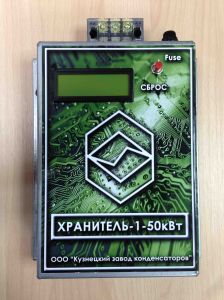 Fuse
СБРОС
ХРАНИТЕЛЬ-1-50кВт
ООО "Кузнецкий завод конденсаторов"